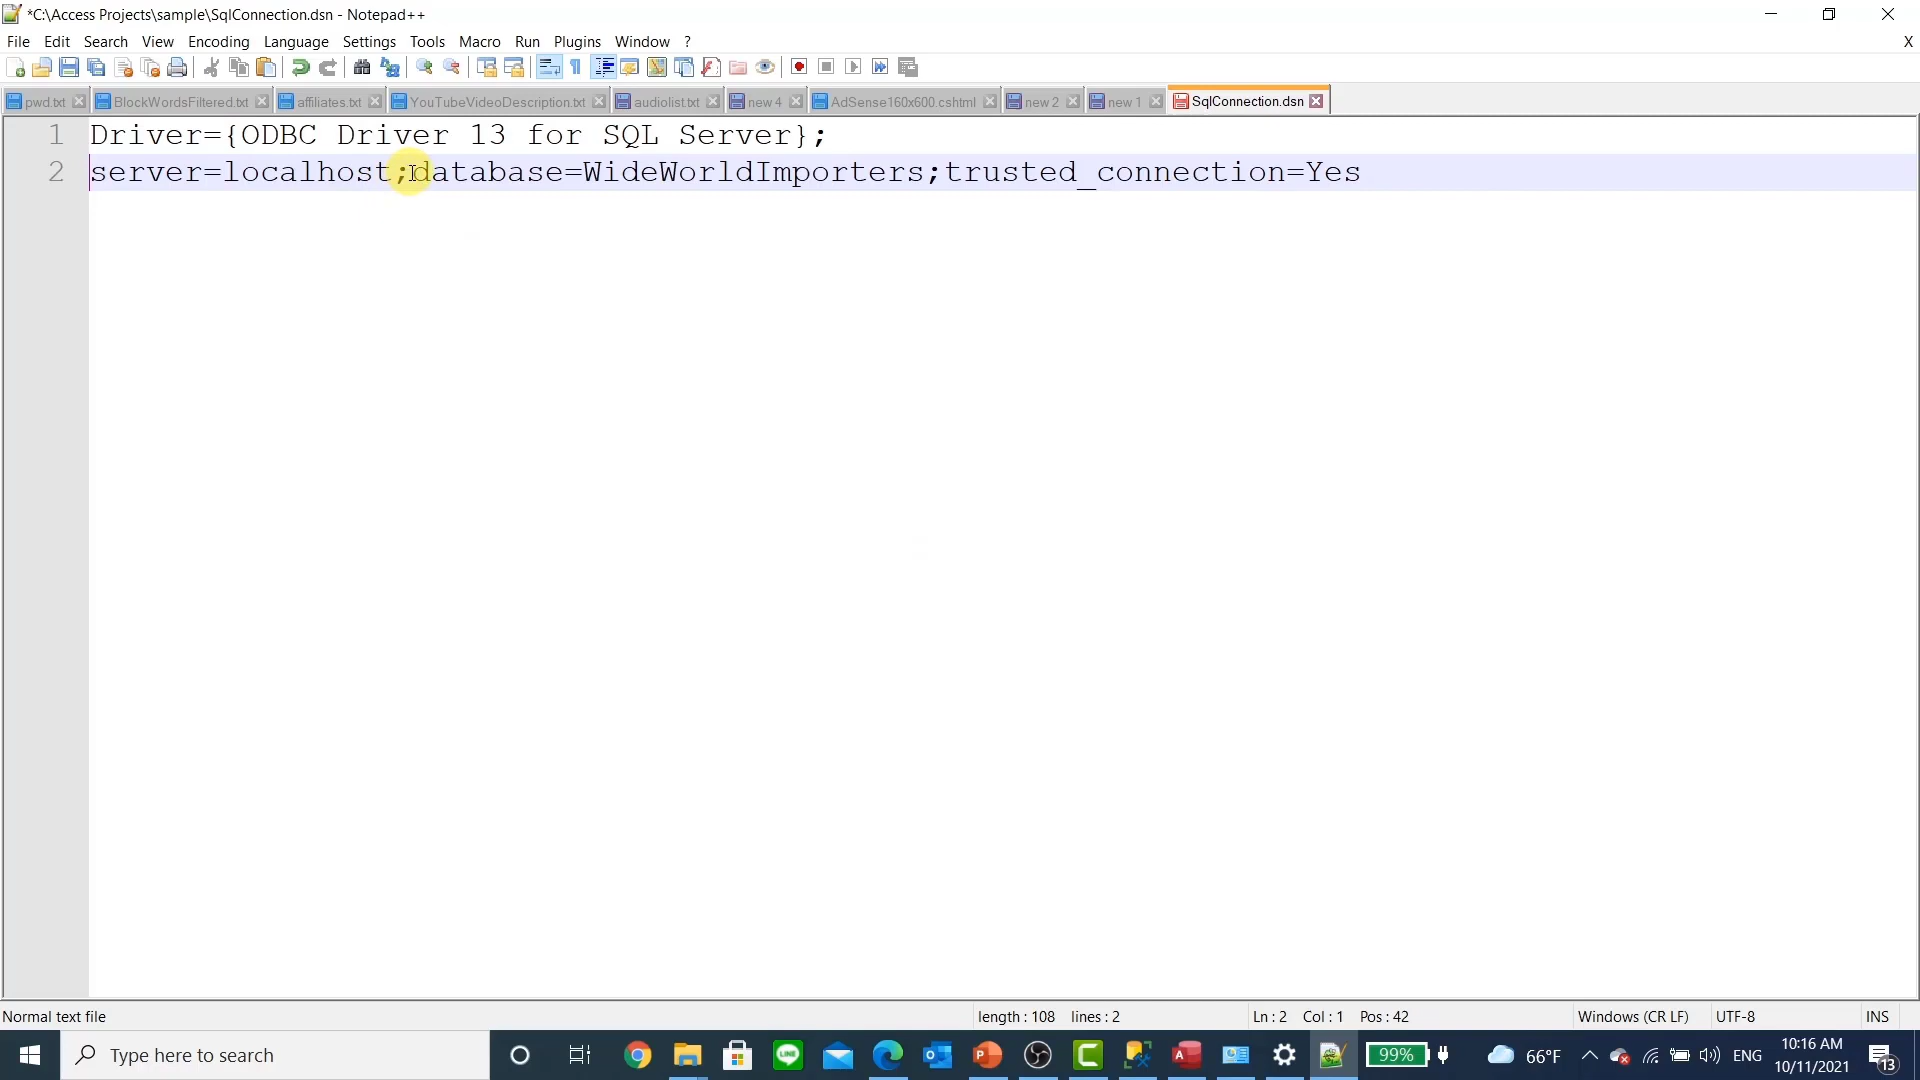 *C:\Access Projects\sample\SqlConnection.dsn - Notepad++
File Edit Search View Encoding Language Settings Tools Macro Run Plugins Window ? X
pwd.txt BlockWordsFiltered.txt affiliates.txt YouTubeVideoDescription.txt audiolist.txt new 4 AdSense160x600.cshtml new 2 new 1 SqlConnection.dsn
1 Driver={ODBC Driver 13 for SQL Server};
2 server=localhost;database=WideWorldImporters;trusted_connection=Yes
Normal text file length : 108 lines : 2 Ln : 2 Col : 1 Pos : 42 Windows (CR LF) UTF-8 INS
Type here to search LINE 99% 66°F ENG 10:16 AM 13
10/11/2021